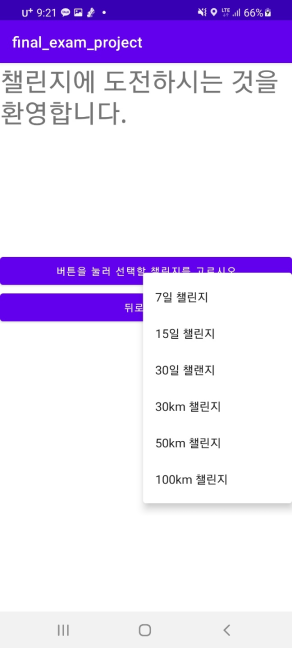 U⁺ 9:21 LTE 66%
final_exam_project
챌린지에 도전하시는 것을
환영합니다.
버튼을 눌러 선택할 챌린지를 고르시오
뒤로
7일 챌린지
15일 챌린지
30일 챌랜지
30km 챌린지
50km 챌린지
100km 챌린지